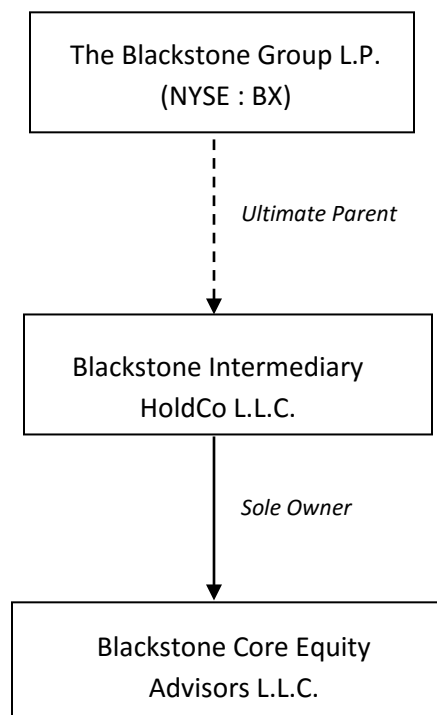 The Blackstone Group L.P.
(NYSE : BX)
Ultimate Parent
Blackstone Intermediary
HoldCo L.L.C.
Sole Owner
Blackstone Core Equity
Advisors L.L.C.